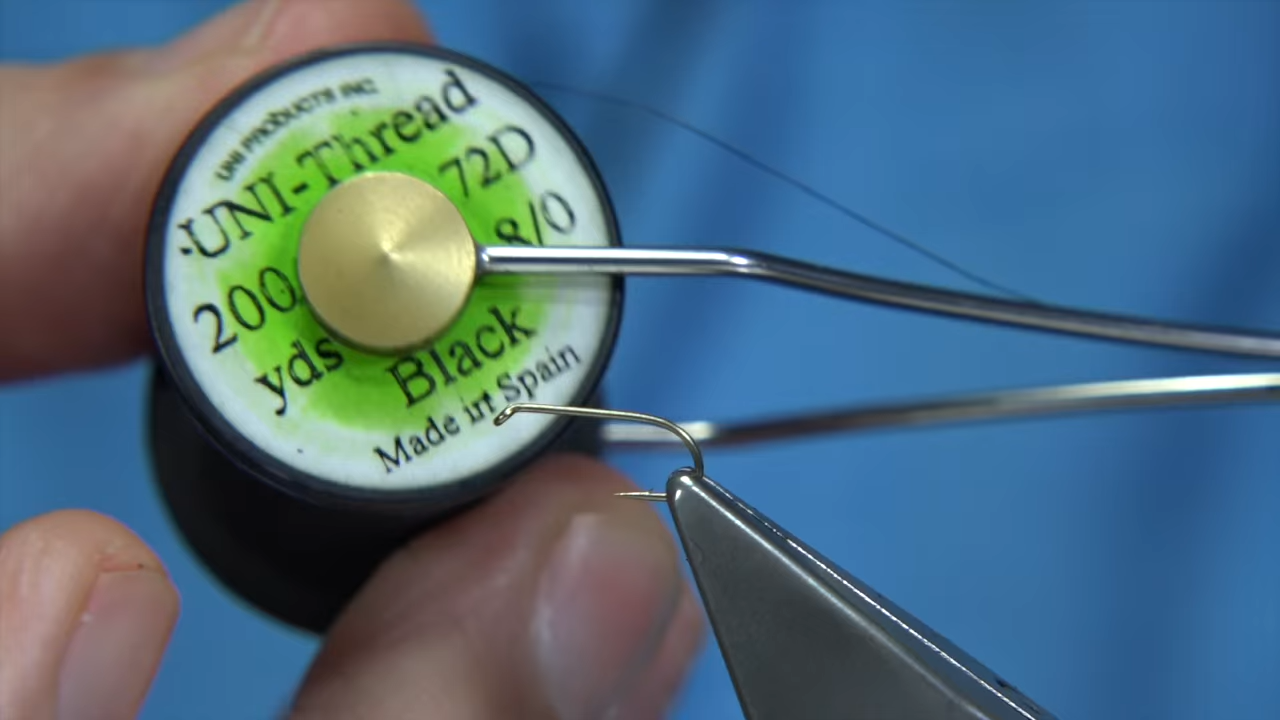 UNI PRODUCTS INC.
UNI-Thread
72D
8/0
200
yds
Black
Made in Spain